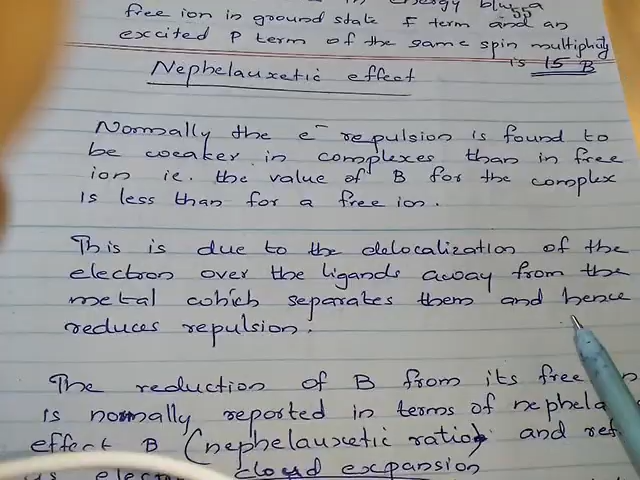 in energy b/w a
free ion in ground state F term and an
excited P term of the same spin multiplicity
is 15 B
Nephelauxetic effect
Normally the e⁻ repulsion is found to
be weaker in complexes than in free
ion ie. the value of B for the complex
is less than for a free ion.
This is due to the delocalization of the
electron over the ligands away from the
metal which separates them and hence
reduces repulsion.
The reduction of B from its free
is normally reported in terms of nephela
effect B (nephelauxetic ratio) and ref
as elect cloud expansion